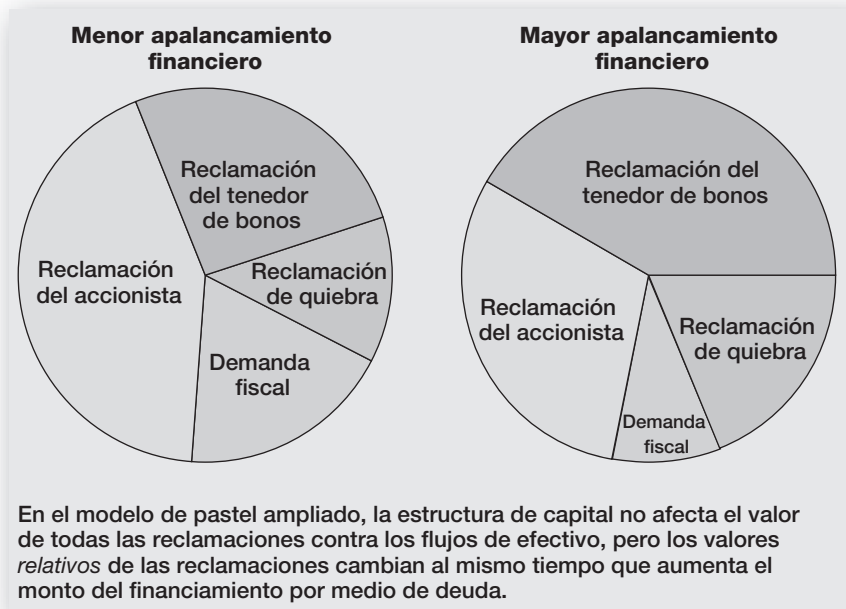 Menor apalancamiento
financiero
Reclamación
del tenedor
de bonos
Reclamación
del accionista
Reclamación
de quiebra
Demanda
fiscal
Mayor apalancamiento
financiero
Reclamación del
tenedor de bonos
Reclamación
del accionista
Reclamación
de quiebra
Demanda
fiscal
En el modelo de pastel ampliado, la estructura de capital no afecta el valor
de todas las reclamaciones contra los flujos de efectivo, pero los valores
relativos de las reclamaciones cambian al mismo tiempo que aumenta el
monto del financiamiento por medio de deuda.